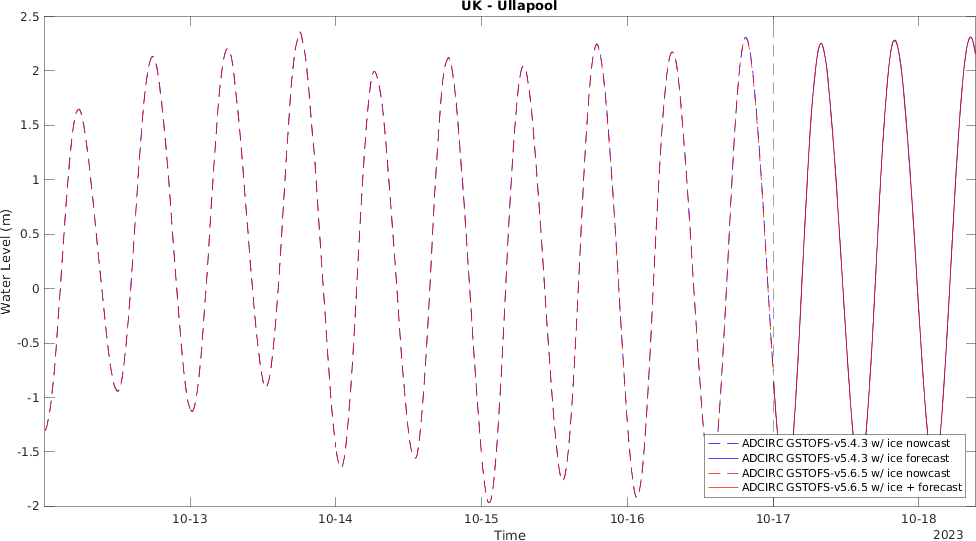 UK - Ullapool
2.5
2
1.5
1
0.5
0
-0.5
-1
-1.5
-2
Water Level (m)
ADCIRC GSTOFS-v5.4.3 w/ ice nowcast
ADCIRC GSTOFS-v5.4.3 w/ ice forecast
ADCIRC GSTOFS-v5.6.5 w/ ice nowcast
ADCIRC GSTOFS-v5.6.5 w/ ice + forecast
10-13 10-14 10-15 10-16 10-17 10-18
Time
2023